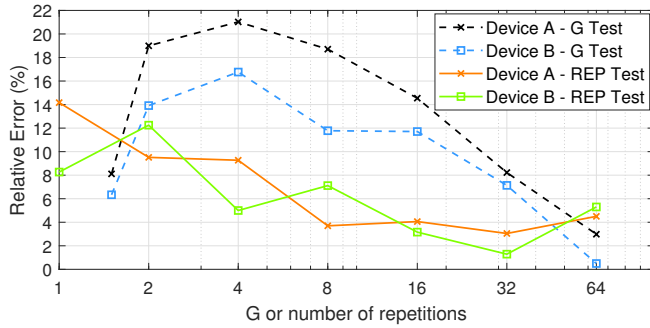 22
20
18
16
14
12
10
8
6
4
2
0
Relative Error (%)
Device A - G Test
Device B - G Test
Device A - REP Test
Device B - REP Test
1 2 4 8 16 32 64
G or number of repetitions